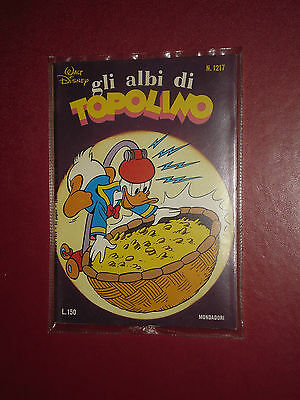 WALT
DISNEY
N. 1217
gli albi di
TOPOLINO
L. 150
MONDADORI